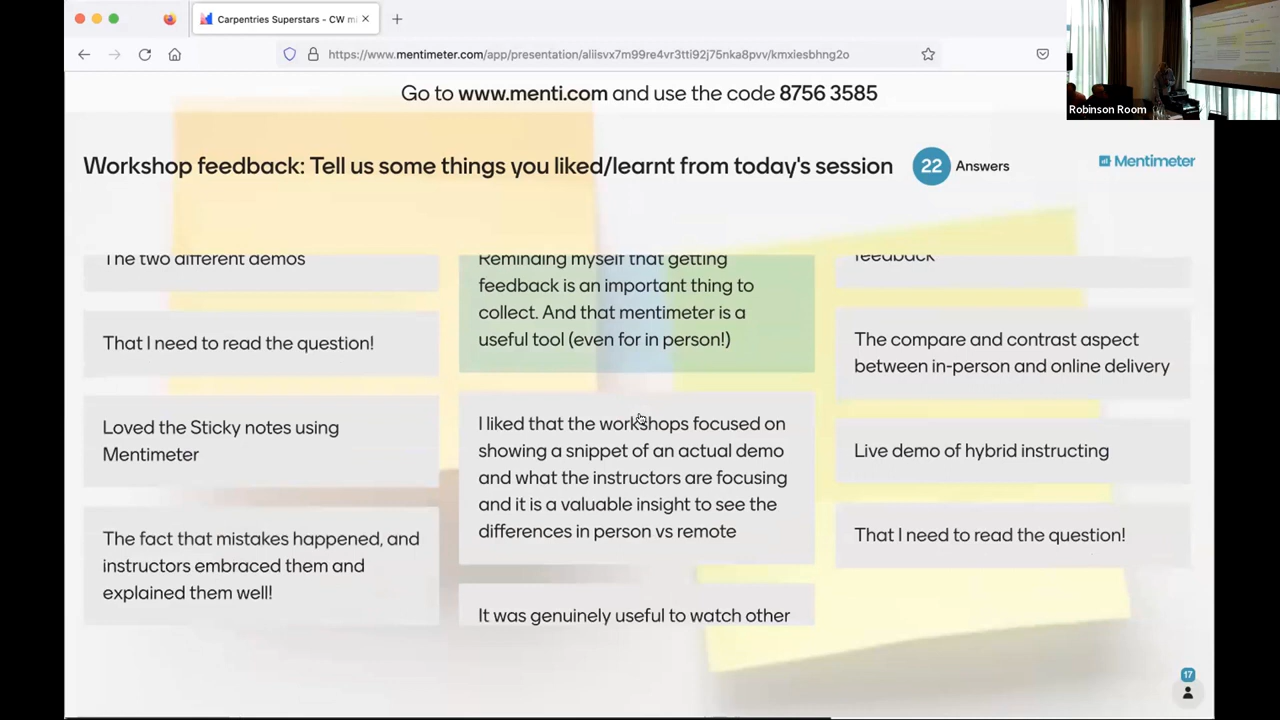 Carpentries Superstars - CW mi
https://www.mentimeter.com/app/presentation/aliisvx7m99re4vr3tti92j75nka8pvv/kmxiesbhng2o
Robinson Room
Go to www.menti.com and use the code 8756 3585
Workshop feedback: Tell us some things you liked/learnt from today's session
22 Answers
Mentimeter
The two different demos
That I need to read the question!
Loved the Sticky notes using
Mentimeter
The fact that mistakes happened, and
instructors embraced them and
explained them well!
Reminding myself that getting
feedback is an important thing to
collect. And that mentimeter is a
useful tool (even for in person!)
I liked that the workshops focused on
showing a snippet of an actual demo
and what the instructors are focusing
and it is a valuable insight to see the
differences in person vs remote
It was genuinely useful to watch other
feedback
The compare and contrast aspect
between in-person and online delivery
Live demo of hybrid instructing
That I need to read the question!
17